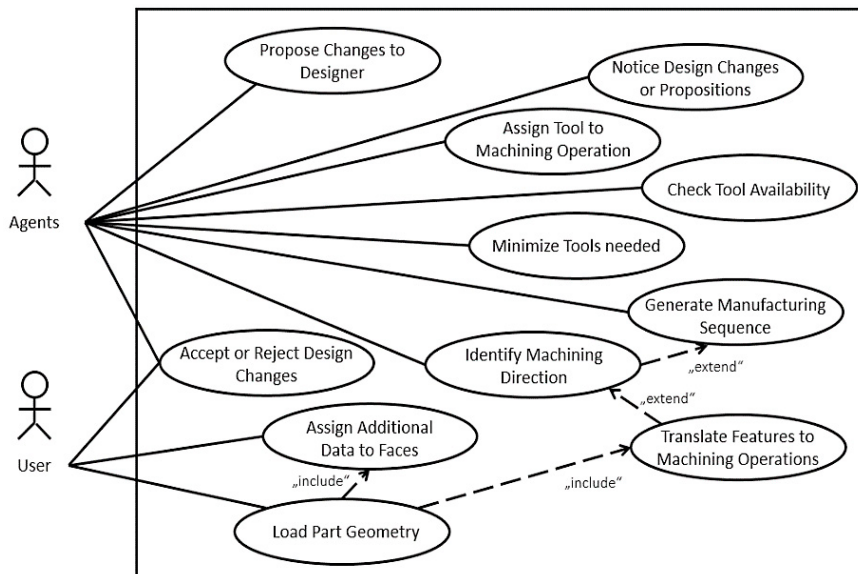 Propose Changes to
Designer
Notice Design Changes
or Propositions
Assign Tool to
Machining Operation
Check Tool Availability
Agents
Minimize Tools needed
Generate Manufacturing
Sequence
Accept or Reject Design
Changes
Identify Machining
Direction
„extend“
„extend“
User
Assign Additional
Data to Faces
Translate Features to
Machining Operations
„include“
„include“
Load Part Geometry